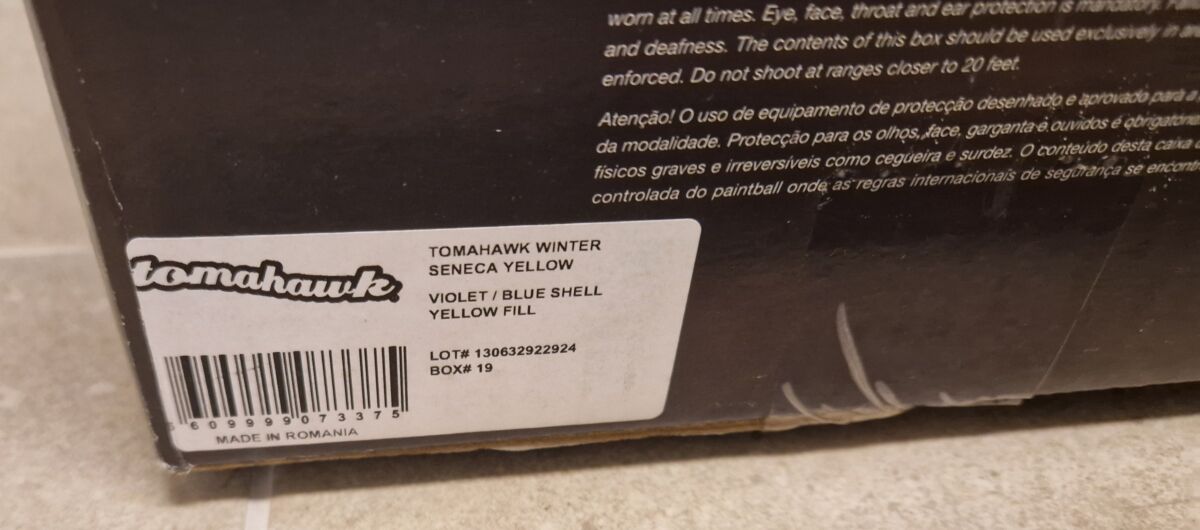 worn at all times. Eye, face, throat and ear protection is mandatory.
and deafness. The contents of this box should be used exclusively in
enforced. Do not shoot at ranges closer to 20 feet.
Atenção! O uso de equipamento de protecção desenhado e aprovado para a
da modalidade. Protecção para os olhos, face, garganta e ouvidos é
físicos graves e irreversíveis como cegueira e surdez. O conteúdo desta caixa
controlada do paintball onde as regras internacionais de segurança se
tomahawk
TOMAHAWK WINTER
SENECA YELLOW
VIOLET / BLUE SHELL
YELLOW FILL
LOT# 130632922924
BOX# 19
5609999073375
MADE IN ROMANIA